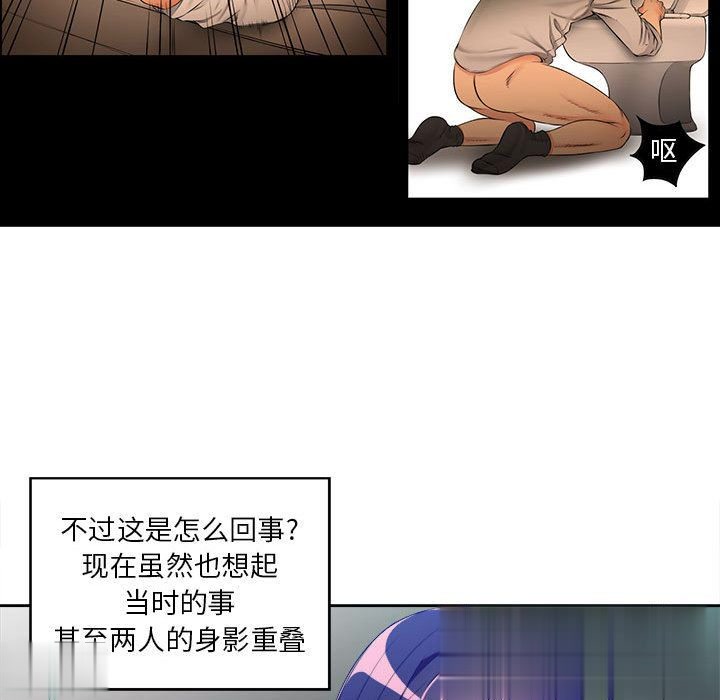 呕
不过这是怎么回事?
现在虽然也想起
当时的事
甚至两人的身影重叠